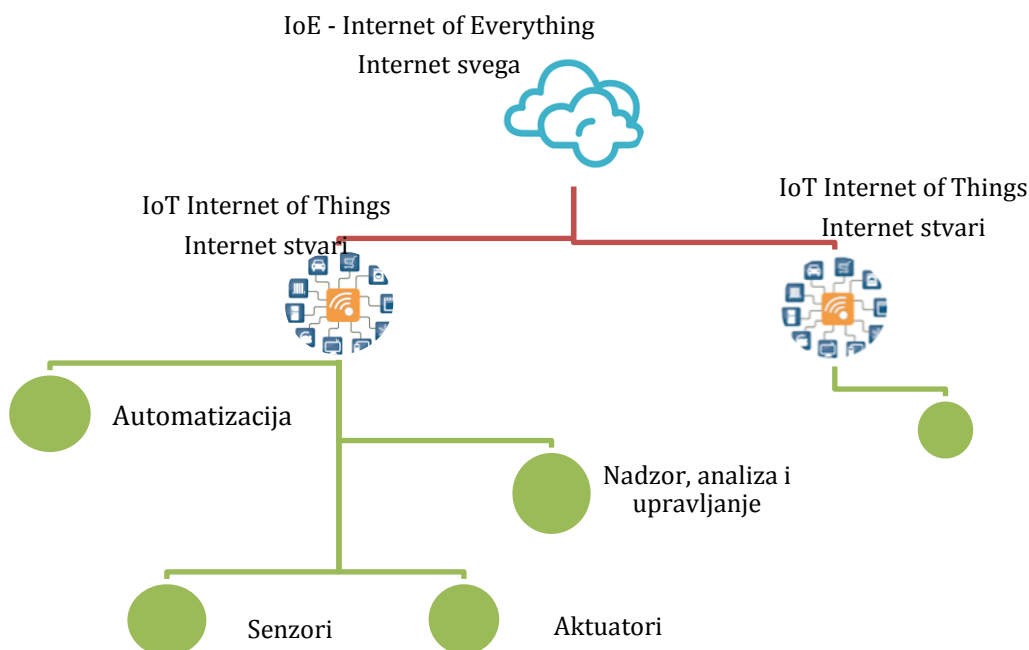 IoE - Internet of Everything
Internet svega
IoT Internet of Things
Internet stvari
IoT Internet of Things
Internet stvari
Automatizacija
Nadzor, analiza i
upravljanje
Senzori
Aktuatori